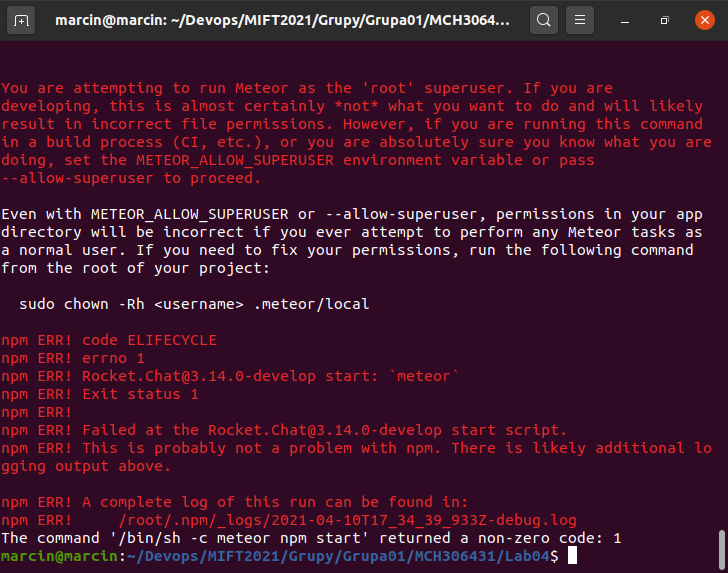 marcin@marcin: ~/Devops/MIFT2021/Grupy/Grupa01/MCH3064...
You are attempting to run Meteor as the 'root' superuser. If you are
developing, this is almost certainly *not* what you want to do and will likely
result in incorrect file permissions. However, if you are running this command
in a build process (CI, etc.), or you are absolutely sure you know what you are
doing, set the METEOR_ALLOW_SUPERUSER environment variable or pass
--allow-superuser to proceed.
Even with METEOR_ALLOW_SUPERUSER or --allow-superuser, permissions in your app
directory will be incorrect if you ever attempt to perform any Meteor tasks as
a normal user. If you need to fix your permissions, run the following command
from the root of your project:
sudo chown -Rh <username> .meteor/local
npm ERR! code ELIFECYCLE
npm ERR! errno 1
npm ERR! Rocket.Chat@3.14.0-develop start: `meteor`
npm ERR! Exit status 1
npm ERR!
npm ERR! Failed at the Rocket.Chat@3.14.0-develop start script.
npm ERR! This is probably not a problem with npm. There is likely additional lo
gging output above.
npm ERR! A complete log of this run can be found in:
npm ERR!     /root/.npm/_logs/2021-04-10T17_34_39_933Z-debug.log
The command '/bin/sh -c meteor npm start' returned a non-zero code: 1
marcin@marcin:~/Devops/MIFT2021/Grupy/Grupa01/MCH306431/Lab04$